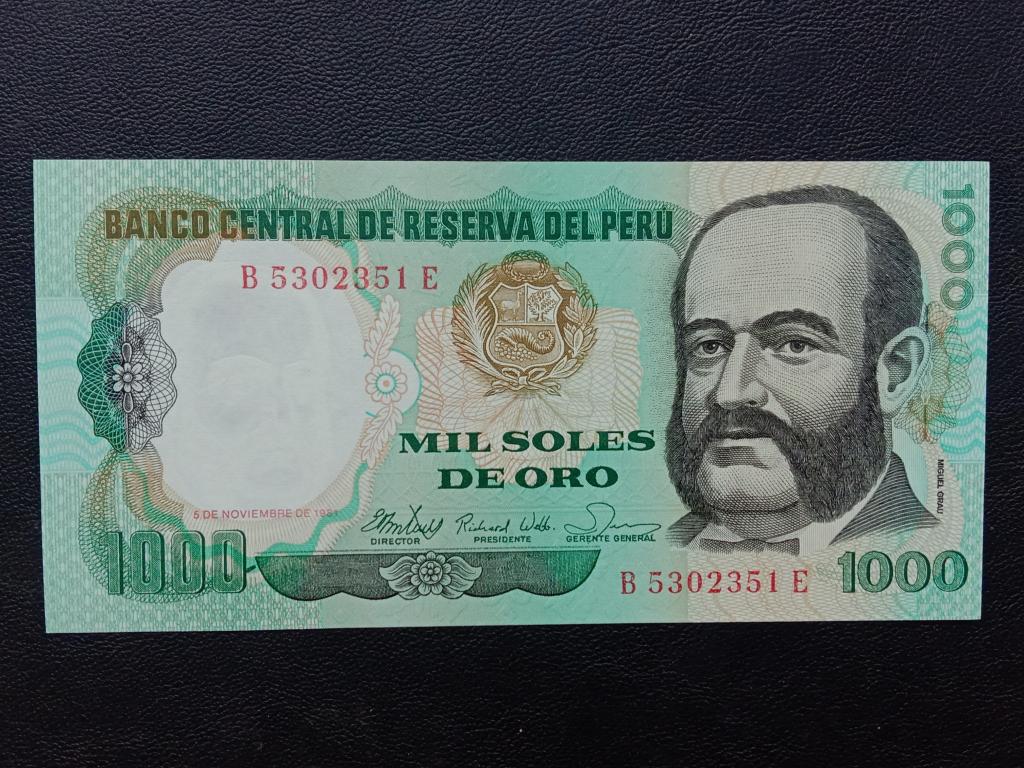 BANCO CENTRAL DE RESERVA DEL PERU
1000
B 5302351 E
MIL SOLES
DE ORO
MIGUEL GRAU
5 DE NOVIEMBRE DE 1981
Richard Webb.
DIRECTOR
PRESIDENTE
GERENTE GENERAL
1000
B 5302351 E
1000